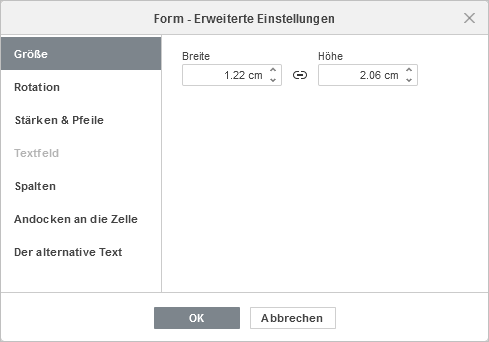 Form - Erweiterte Einstellungen
Größe
Rotation
Stärken & Pfeile
Textfeld
Spalten
Andocken an die Zelle
Der alternative Text
Breite Höhe
1.22 cm 2.06 cm
OK Abbrechen